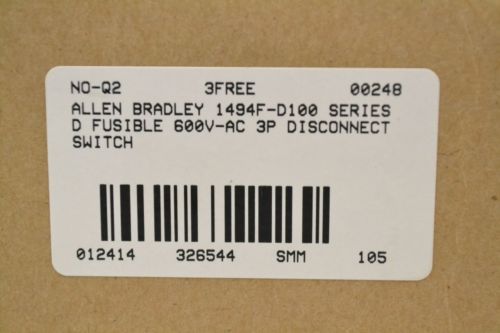 NO-Q2 3FREE 00248
ALLEN BRADLEY 1494F-D100 SERIES
D FUSIBLE 600V-AC 3P DISCONNECT
SWITCH
012414 326544 SMM 105